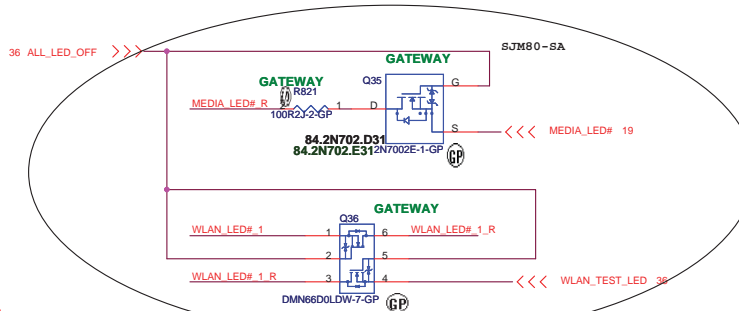 36 ALL_LED_OFF
SJM80-SA
GATEWAY
Q35
G
GATEWAY
R821
MEDIA_LED#_R
1
D
100R2J-2-GP
S
MEDIA_LED# 19
84.2N702.D31
84.2N702.E31
2N7002E-1-GP
GP
GATEWAY
Q36
WLAN_LED#_1
1
6
WLAN_LED#_1_R
2
5
WLAN_LED#_1_R
3
4
WLAN_TEST_LED 36
DMN66D0LDW-7-GP
GP